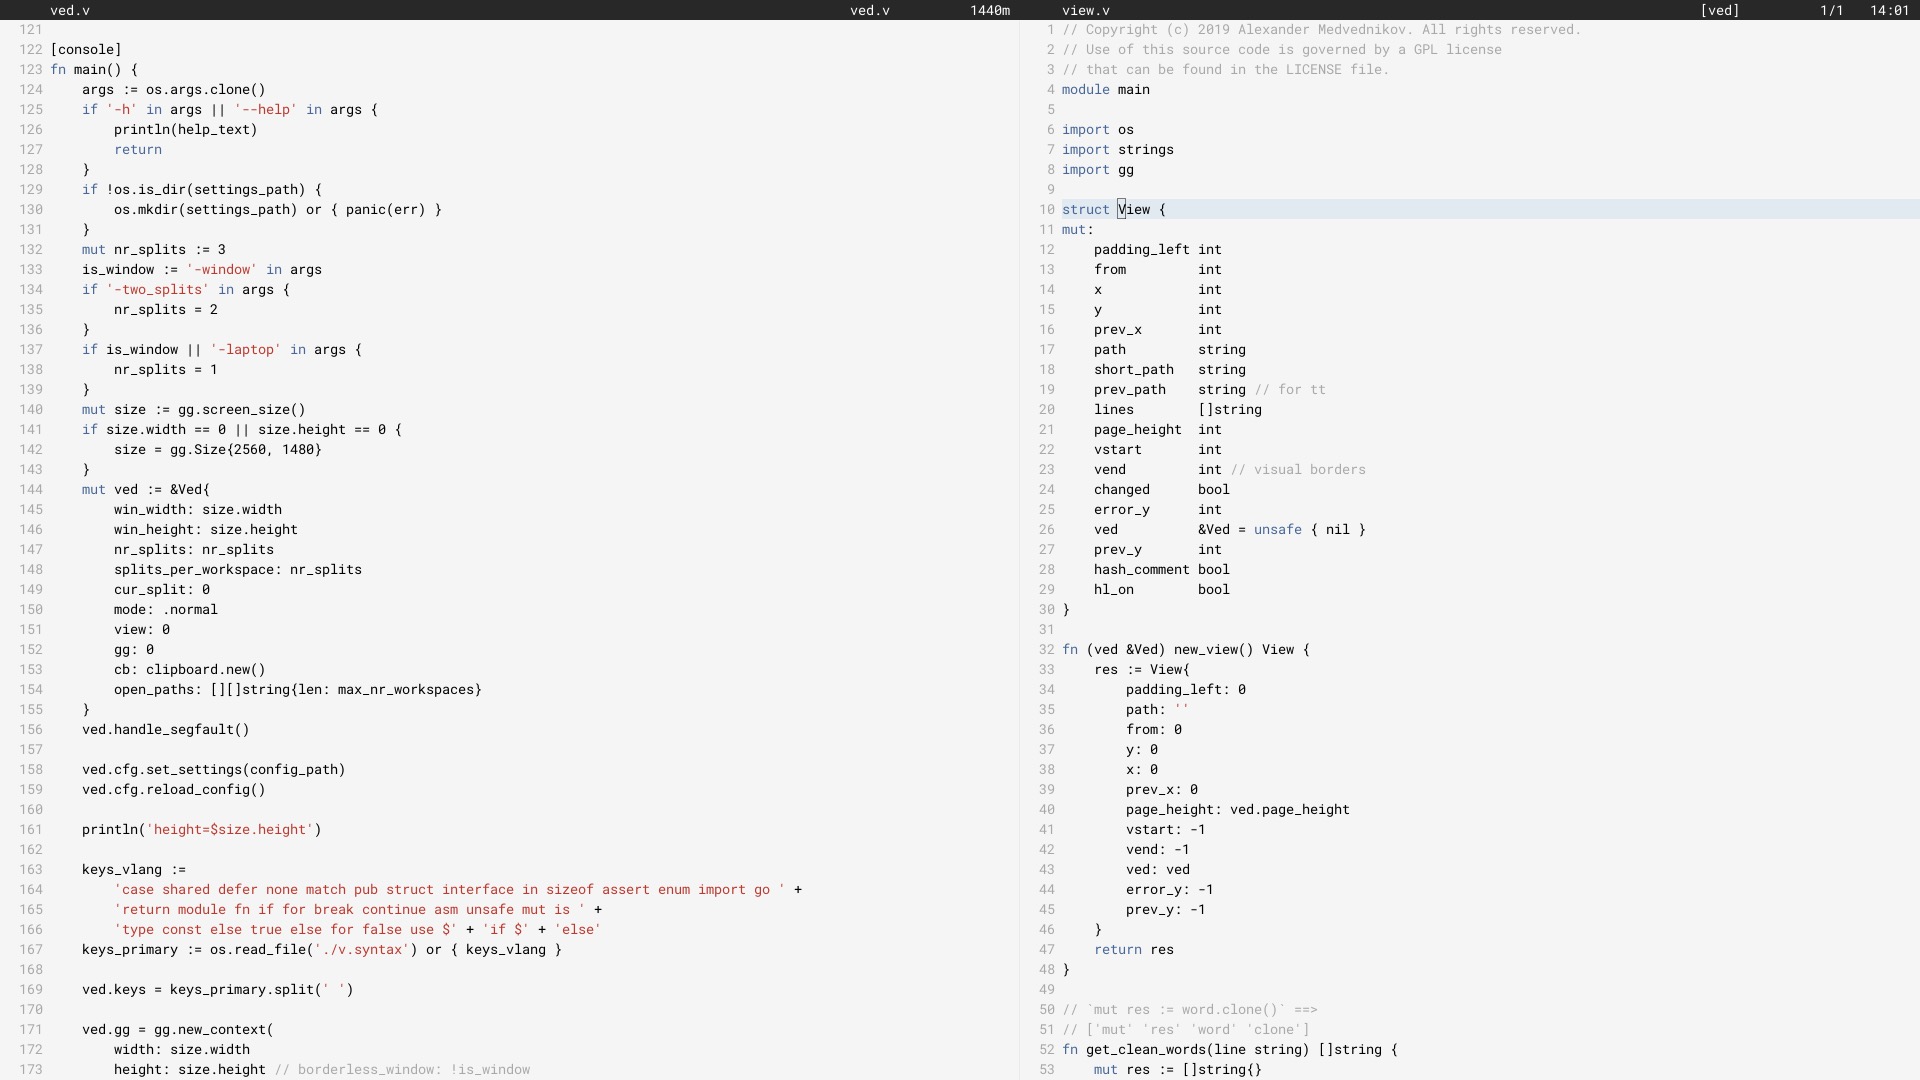 ved.v ved.v 1440m
121
122 [console]
123 fn main() {
124     args := os.args.clone()
125     if '-h' in args || '--help' in args {
126         println(help_text)
127         return
128     }
129     if !os.is_dir(settings_path) {
130         os.mkdir(settings_path) or { panic(err) }
131     }
132     mut nr_splits := 3
133     is_window := '-window' in args
134     if '-two_splits' in args {
135         nr_splits = 2
136     }
137     if is_window || '-laptop' in args {
138         nr_splits = 1
139     }
140     mut size := gg.screen_size()
141     if size.width == 0 || size.height == 0 {
142         size = gg.Size{2560, 1480}
143     }
144     mut ved := &Ved{
145         win_width: size.width
146         win_height: size.height
147         nr_splits: nr_splits
148         splits_per_workspace: nr_splits
149         cur_split: 0
150         mode: .normal
151         view: 0
152         gg: 0
153         cb: clipboard.new()
154         open_paths: [][]string{len: max_nr_workspaces}
155     }
156     ved.handle_segfault()
157
158     ved.cfg.set_settings(config_path)
159     ved.cfg.reload_config()
160
161     println('height=$size.height')
162
163     keys_vlang :=
164         'case shared defer none match pub struct interface in sizeof assert enum import go ' +
165         'return module fn if for break continue asm unsafe mut is ' +
166         'type const else true else for false use $' + 'if $' + 'else'
167     keys_primary := os.read_file('./v.syntax') or { keys_vlang }
168
169     ved.keys = keys_primary.split(' ')
170
171     ved.gg = gg.new_context(
172         width: size.width
173         height: size.height // borderless_window: !is_window
view.v [ved] 1/1 14:01
1 // Copyright (c) 2019 Alexander Medvednikov. All rights reserved.
2 // Use of this source code is governed by a GPL license
3 // that can be found in the LICENSE file.
4 module main
5
6 import os
7 import strings
8 import gg
9
10 struct View {
11 mut:
12     padding_left int
13     from         int
14     x            int
15     y            int
16     prev_x       int
17     path         string
18     short_path   string
19     prev_path    string // for tt
20     lines        []string
21     page_height  int
22     vstart       int
23     vend         int // visual borders
24     changed      bool
25     error_y      int
26     ved          &Ved = unsafe { nil }
27     prev_y       int
28     hash_comment bool
29     hl_on        bool
30 }
31
32 fn (ved &Ved) new_view() View {
33     res := View{
34         padding_left: 0
35         path: ''
36         from: 0
37         y: 0
38         x: 0
39         prev_x: 0
40         page_height: ved.page_height
41         vstart: -1
42         vend: -1
43         ved: ved
44         error_y: -1
45         prev_y: -1
46     }
47     return res
48 }
49
50 // `mut res := word.clone()` ==>
51 // ['mut' 'res' 'word' 'clone']
52 fn get_clean_words(line string) []string {
53     mut res := []string{}